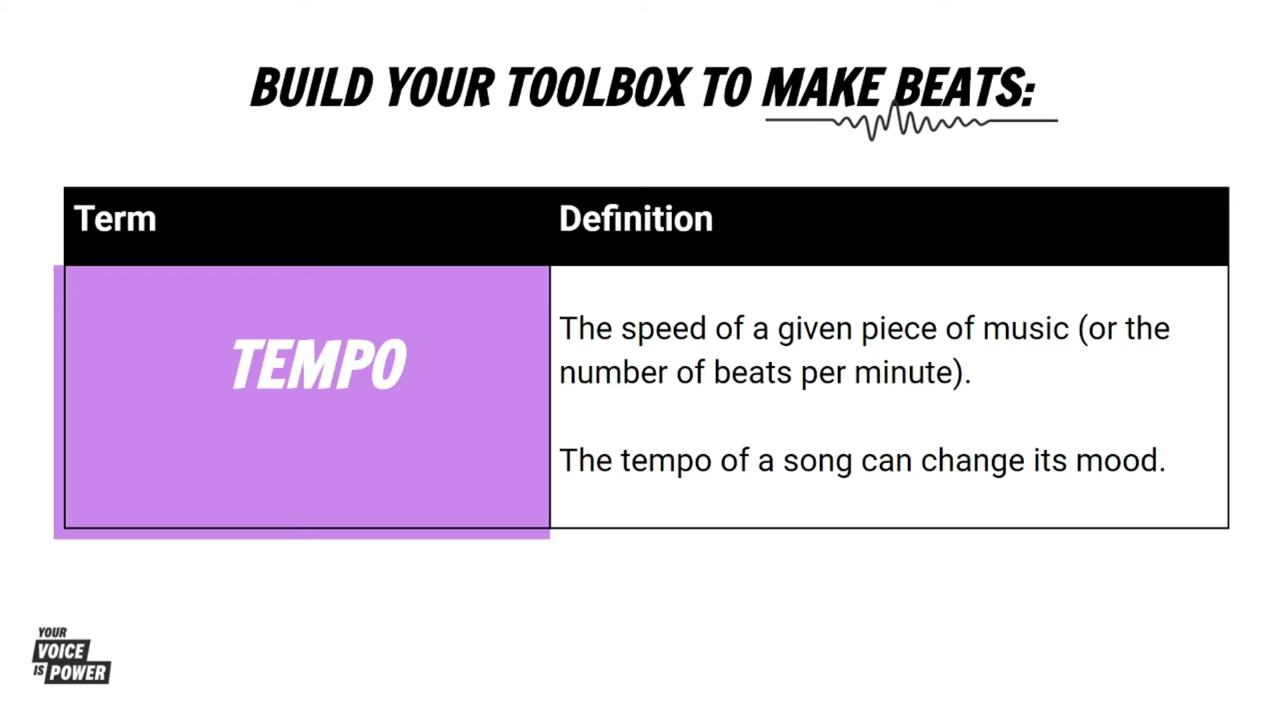 BUILD YOUR TOOLBOX TO MAKE BEATS:
Term
Definition
TEMPO
The speed of a given piece of music (or the
number of beats per minute).
The tempo of a song can change its mood.
YOUR
VOICE
IS POWER